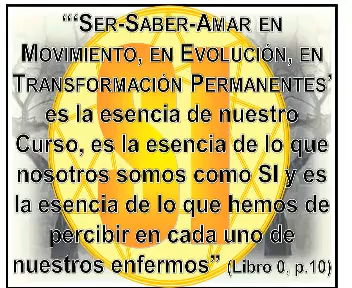 “‘SER-SABER-AMAR EN
MOVIMIENTO, EN EVOLUCIÓN, EN
TRANSFORMACIÓN PERMANENTES’
es la esencia de nuestro
Curso, es la esencia de lo que
nosotros somos como SI y es
la esencia de lo que hemos de
percibir en cada uno de
nuestros enfermos” (Libro 0, p.10)